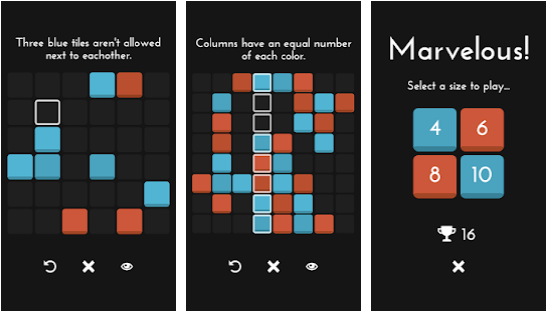 Three blue tiles aren't allowed
next to eachother.
Columns have an equal number
of each color.
Marvelous!
Select a size to play...
4
6
8
10
16